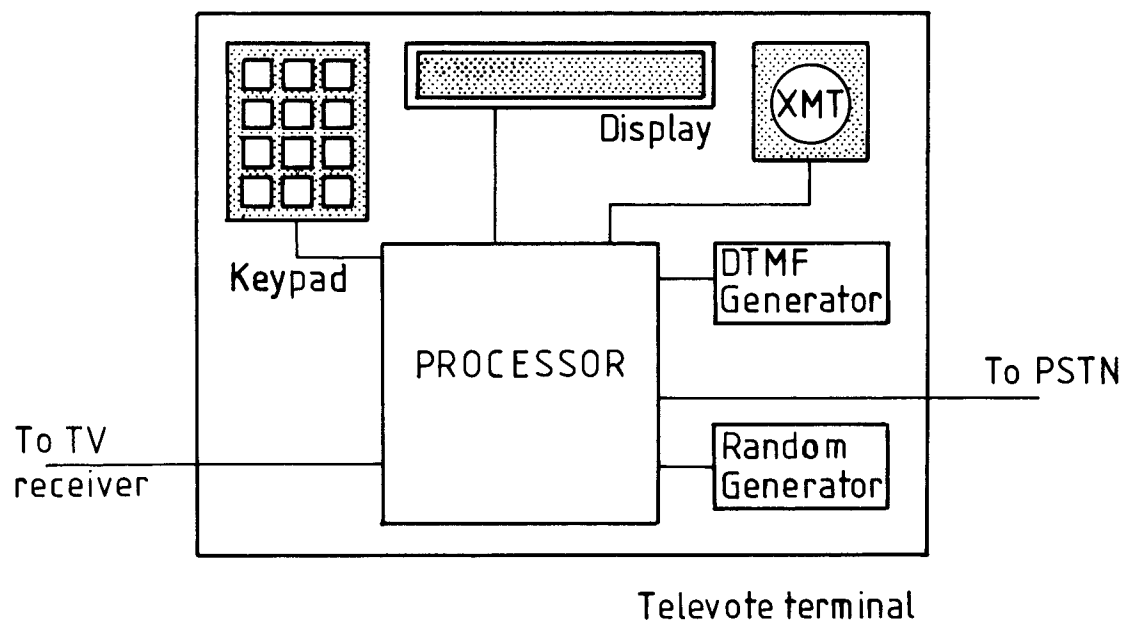 XMT
Display
Keypad
DTMF
Generator
PROCESSOR
To PSTN
To TV
receiver
Random
Generator
Televote terminal